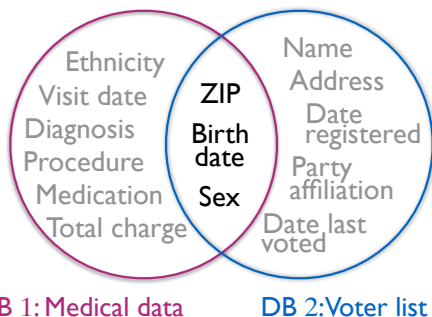 Ethnicity
Visit date
Diagnosis
Procedure
Medication
Total charge
ZIP
Birth
date
Sex
Name
Address
Date
registered
Party
affiliation
Date last
voted
B 1: Medical data
DB 2:Voter list